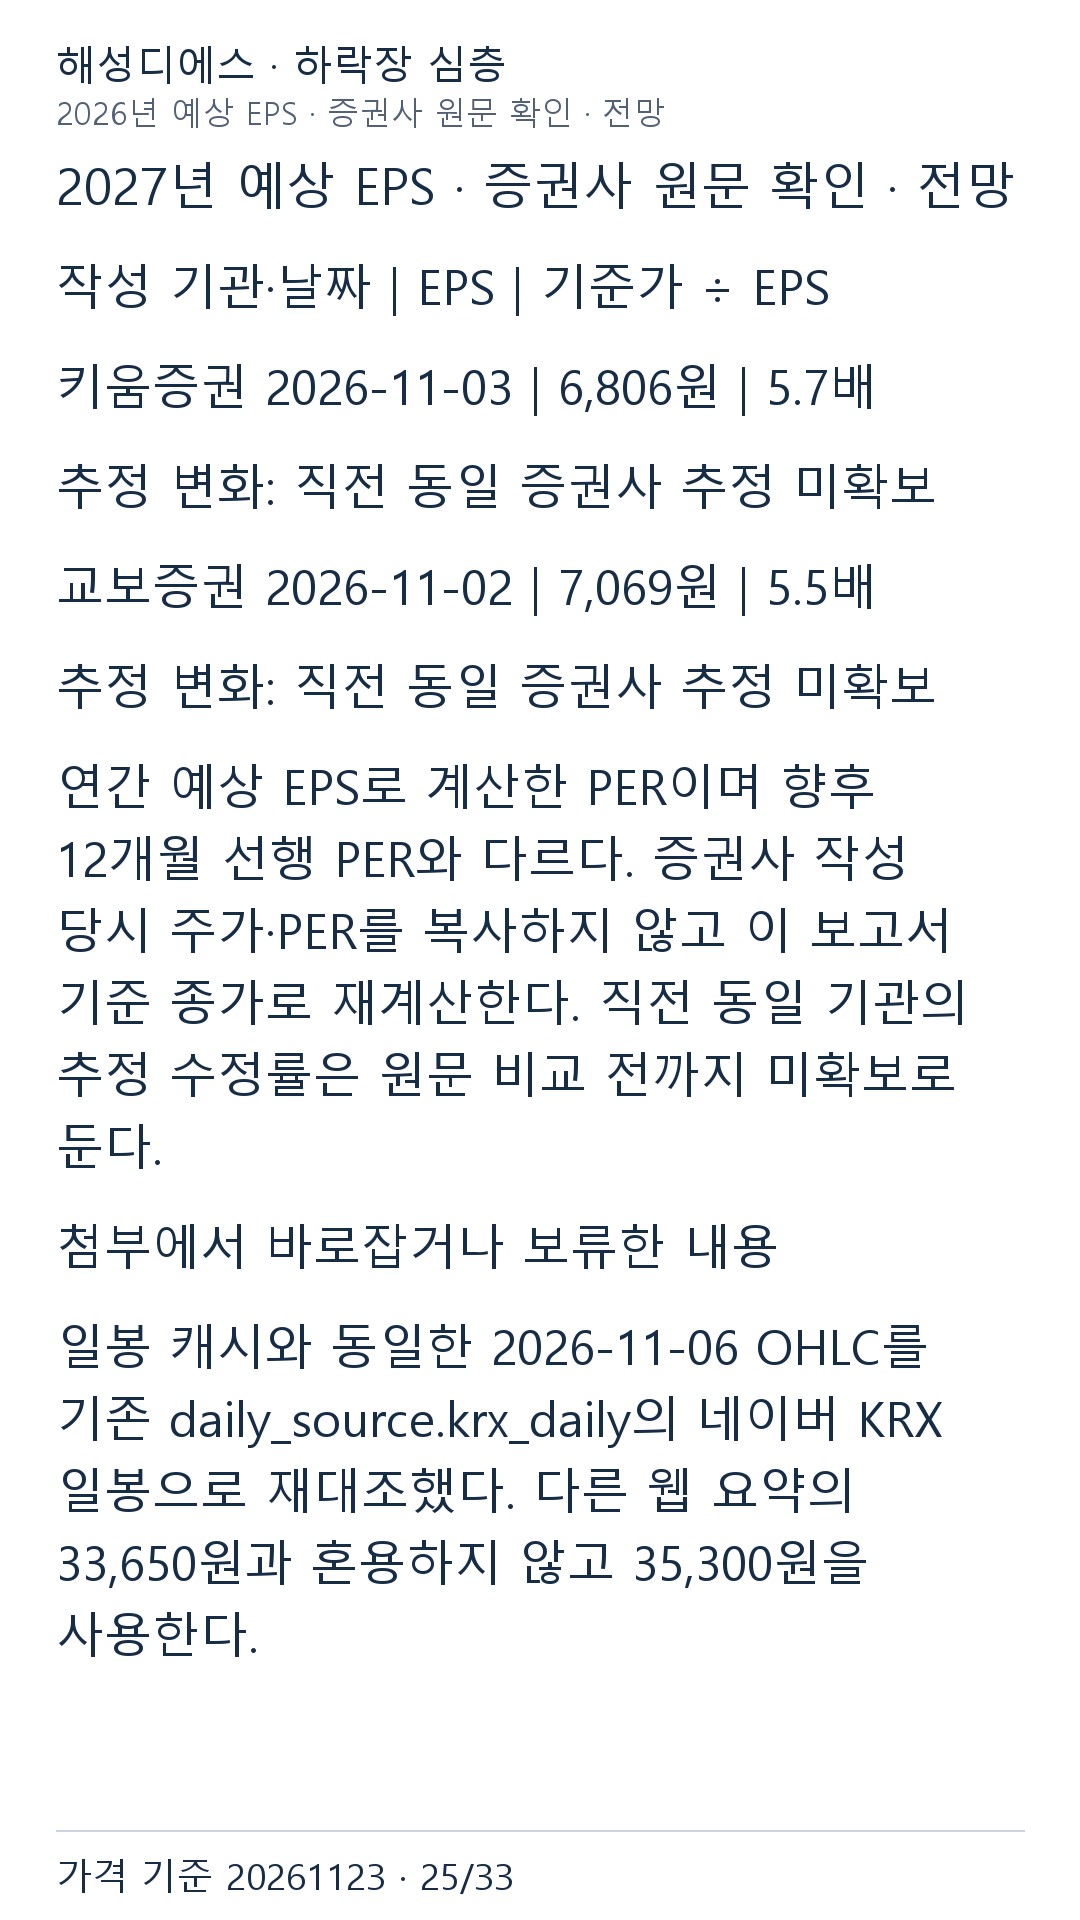 해성디에스 · 하락장 심층
2026년 예상 EPS · 증권사 원문 확인 · 전망
2027년 예상 EPS · 증권사 원문 확인 · 전망
작성 기관·날짜 | EPS | 기준가 ÷ EPS
키움증권 2026-11-03 | 6,806원 | 5.7배
추정 변화: 직전 동일 증권사 추정 미확보
교보증권 2026-11-02 | 7,069원 | 5.5배
추정 변화: 직전 동일 증권사 추정 미확보
연간 예상 EPS로 계산한 PER이며 향후
12개월 선행 PER와 다르다. 증권사 작성
당시 주가·PER를 복사하지 않고 이 보고서
기준 종가로 재계산한다. 직전 동일 기관의
추정 수정률은 원문 비교 전까지 미확보로
둔다.
첨부에서 바로잡거나 보류한 내용
일봉 캐시와 동일한 2026-11-06 OHLC를
기존 daily_source.krx_daily의 네이버 KRX
일봉으로 재대조했다. 다른 웹 요약의
33,650원과 혼용하지 않고 35,300원을
사용한다.
가격 기준 20261123 · 25/33